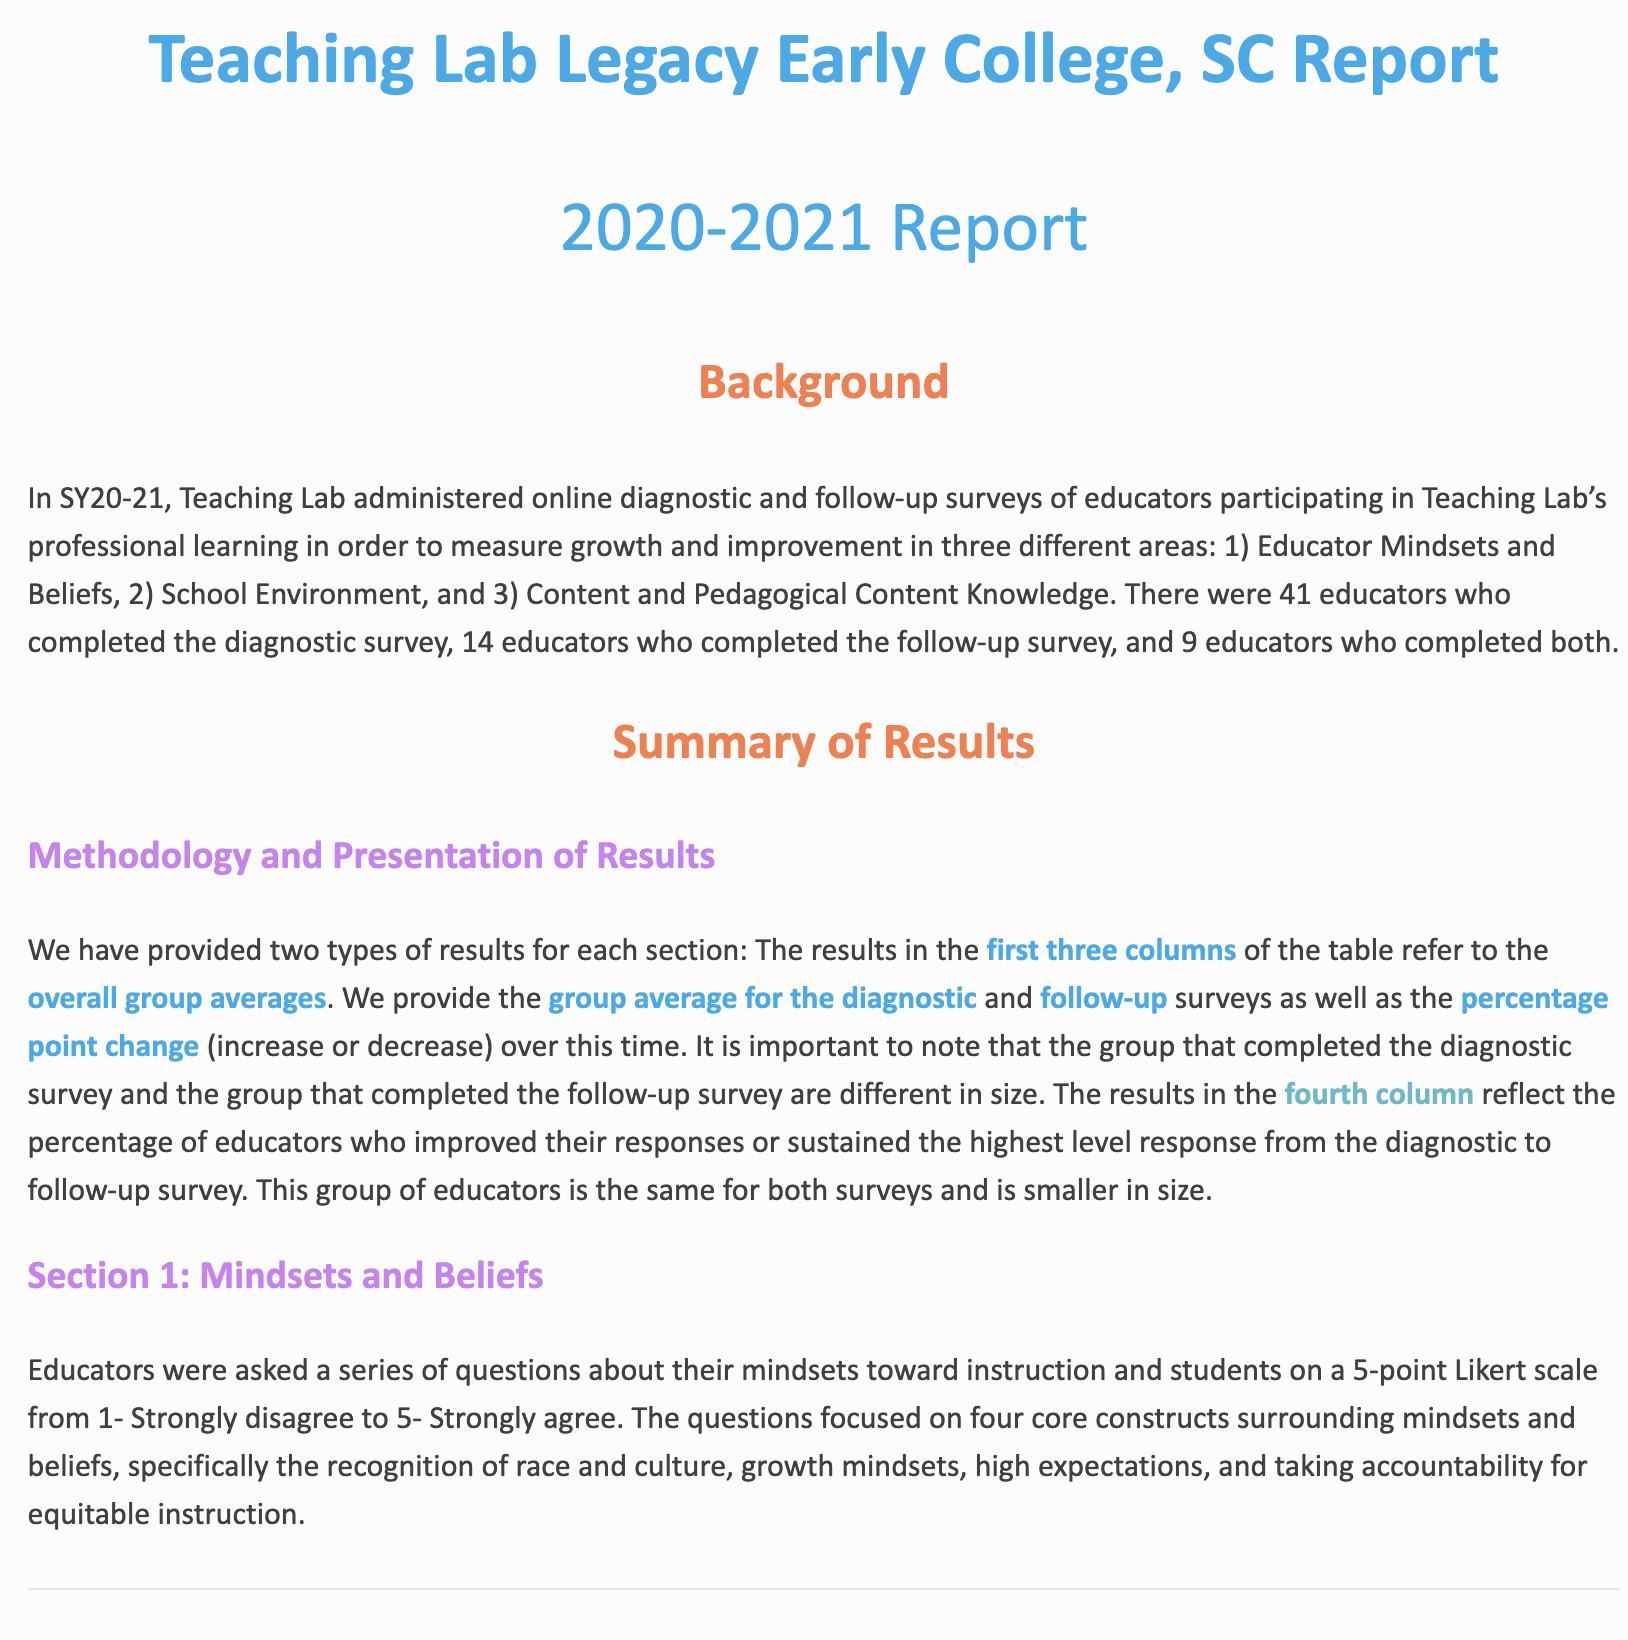 Teaching Lab Legacy Early College, SC Report
2020-2021 Report
Background
In SY20-21, Teaching Lab administered online diagnostic and follow-up surveys of educators participating in Teaching Lab’s
professional learning in order to measure growth and improvement in three different areas: 1) Educator Mindsets and
Beliefs, 2) School Environment, and 3) Content and Pedagogical Content Knowledge. There were 41 educators who
completed the diagnostic survey, 14 educators who completed the follow-up survey, and 9 educators who completed both.
Summary of Results
Methodology and Presentation of Results
We have provided two types of results for each section: The results in the first three columns of the table refer to the
overall group averages. We provide the group average for the diagnostic and follow-up surveys as well as the percentage
point change (increase or decrease) over this time. It is important to note that the group that completed the diagnostic
survey and the group that completed the follow-up survey are different in size. The results in the fourth column reflect the
percentage of educators who improved their responses or sustained the highest level response from the diagnostic to
follow-up survey. This group of educators is the same for both surveys and is smaller in size.
Section 1: Mindsets and Beliefs
Educators were asked a series of questions about their mindsets toward instruction and students on a 5-point Likert scale
from 1- Strongly disagree to 5- Strongly agree. The questions focused on four core constructs surrounding mindsets and
beliefs, specifically the recognition of race and culture, growth mindsets, high expectations, and taking accountability for
equitable instruction.